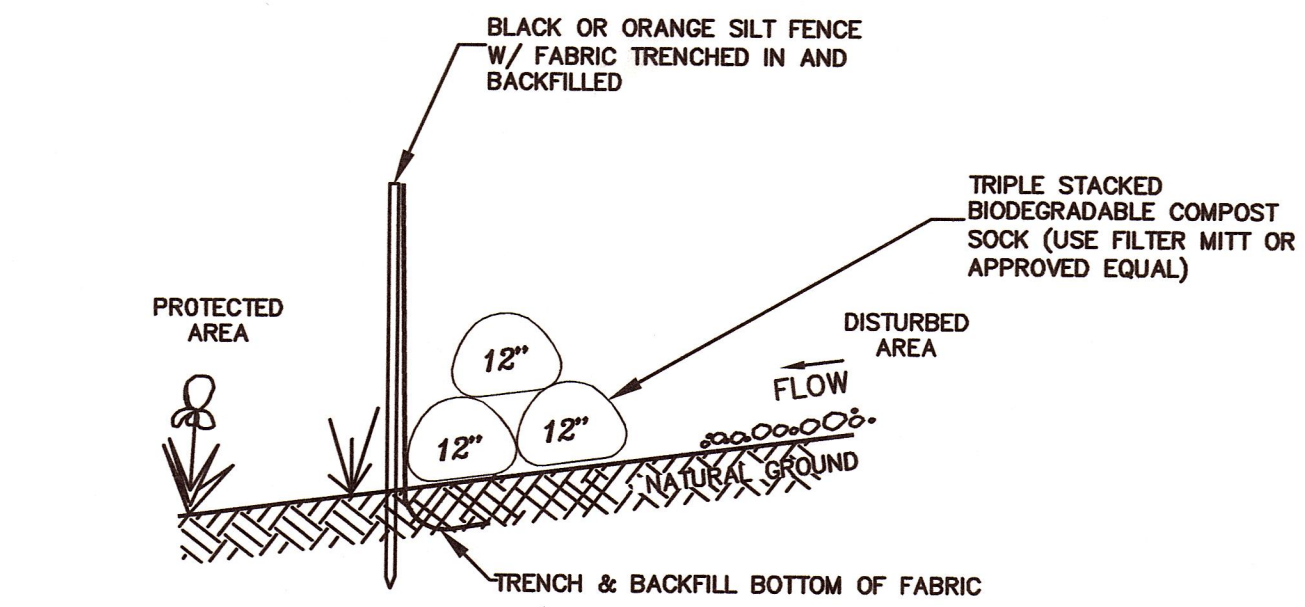 BLACK OR ORANGE SILT FENCE
W/ FABRIC TRENCHED IN AND
BACKFILLED
TRIPLE STACKED
BIODEGRADABLE COMPOST
SOCK (USE FILTER MITT OR
APPROVED EQUAL)
PROTECTED
AREA
DISTURBED
AREA
FLOW
12"
12"
12"
NATURAL GROUND
TRENCH & BACKFILL BOTTOM OF FABRIC